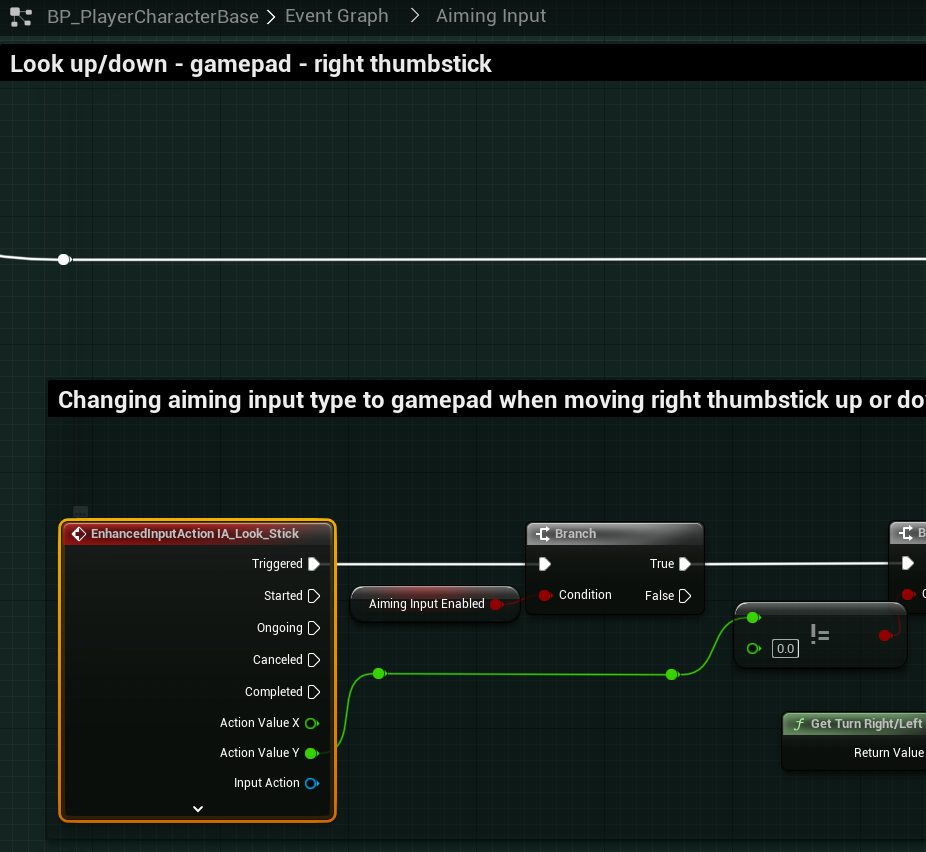 BP_PlayerCharacterBase > Event Graph > Aiming Input
Look up/down - gamepad - right thumbstick
Changing aiming input type to gamepad when moving right thumbstick up or do
EnhancedInputAction IA_Look_Stick
Triggered
Started
Ongoing
Canceled
Completed
Action Value X
Action Value Y
Input Action
Aiming Input Enabled
Branch
True
Condition
False
B
0.0
!=
Get Turn Right/Left
Return Value